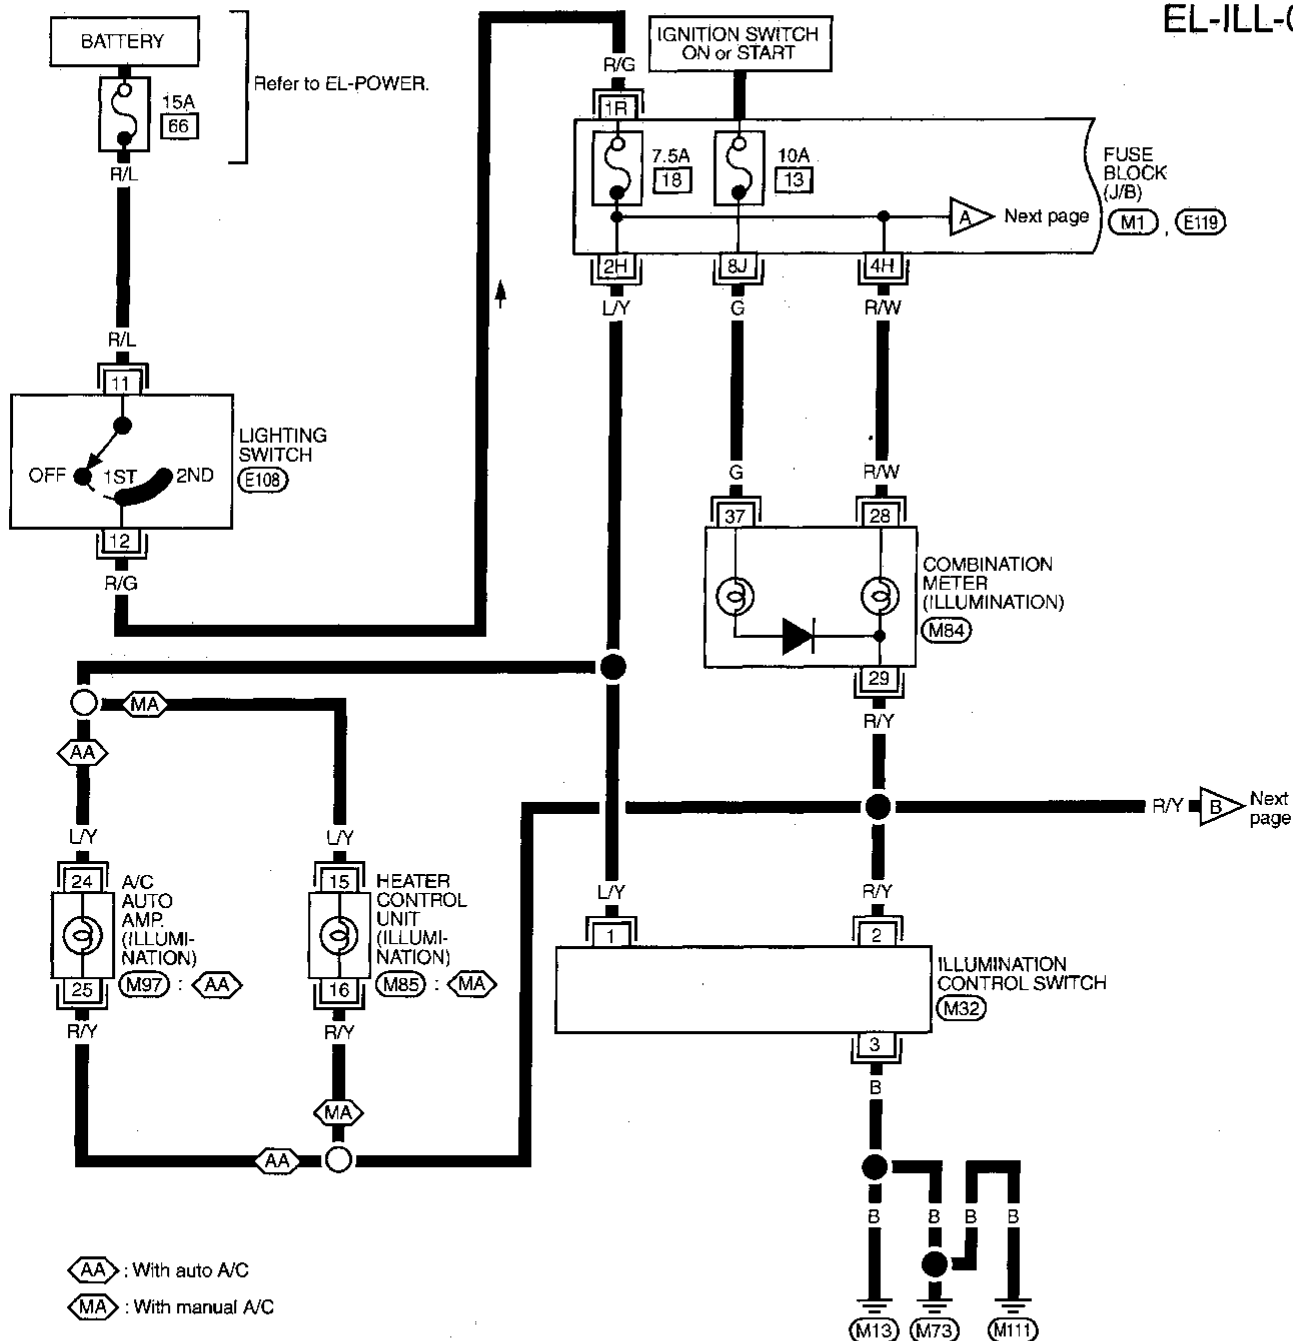 EL-ILL-0
BATTERY
15A
66
Refer to EL-POWER.
R/L
R/L
11
OFF
1ST
2ND
LIGHTING
SWITCH
E108
12
R/G
R/G
1R
IGNITION SWITCH
ON or START
7.5A
18
10A
13
A
Next page
FUSE
BLOCK
(J/B)
M1 , E119
2H
8J
4H
L/Y
G
R/W
G
R/W
37
28
COMBINATION
METER
(ILLUMINATION)
M84
29
R/Y
MA
AA
R/Y
B
Next
page
L/Y
L/Y
L/Y
R/Y
24
A/C
AUTO
AMP.
(ILLUMI-
NATION)
M97 : AA
25
R/Y
15
HEATER
CONTROL
UNIT
(ILLUMI-
NATION)
M85 : MA
16
R/Y
1
2
ILLUMINATION
CONTROL SWITCH
M32
3
B
MA
AA
B
B
B
B
M13
M73
M111
AA : With auto A/C
MA : With manual A/C